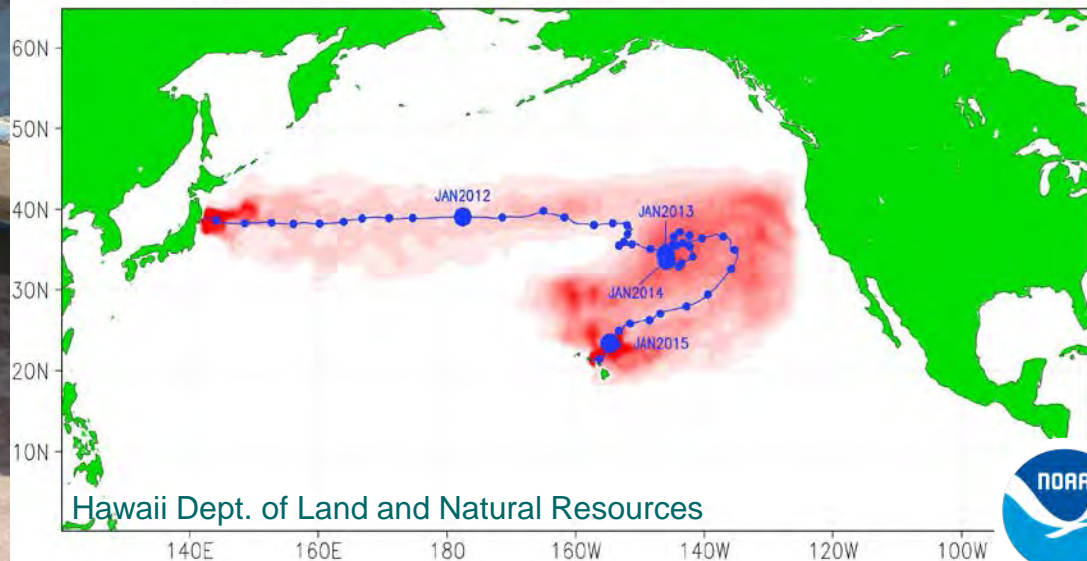 60N
50N
40N
30N
20N
10N
JAN2012
JAN2013
JAN2014
JAN2015
Hawaii Dept. of Land and Natural Resources
NOAA
140E 160E 180 160W 140W 120W 100W